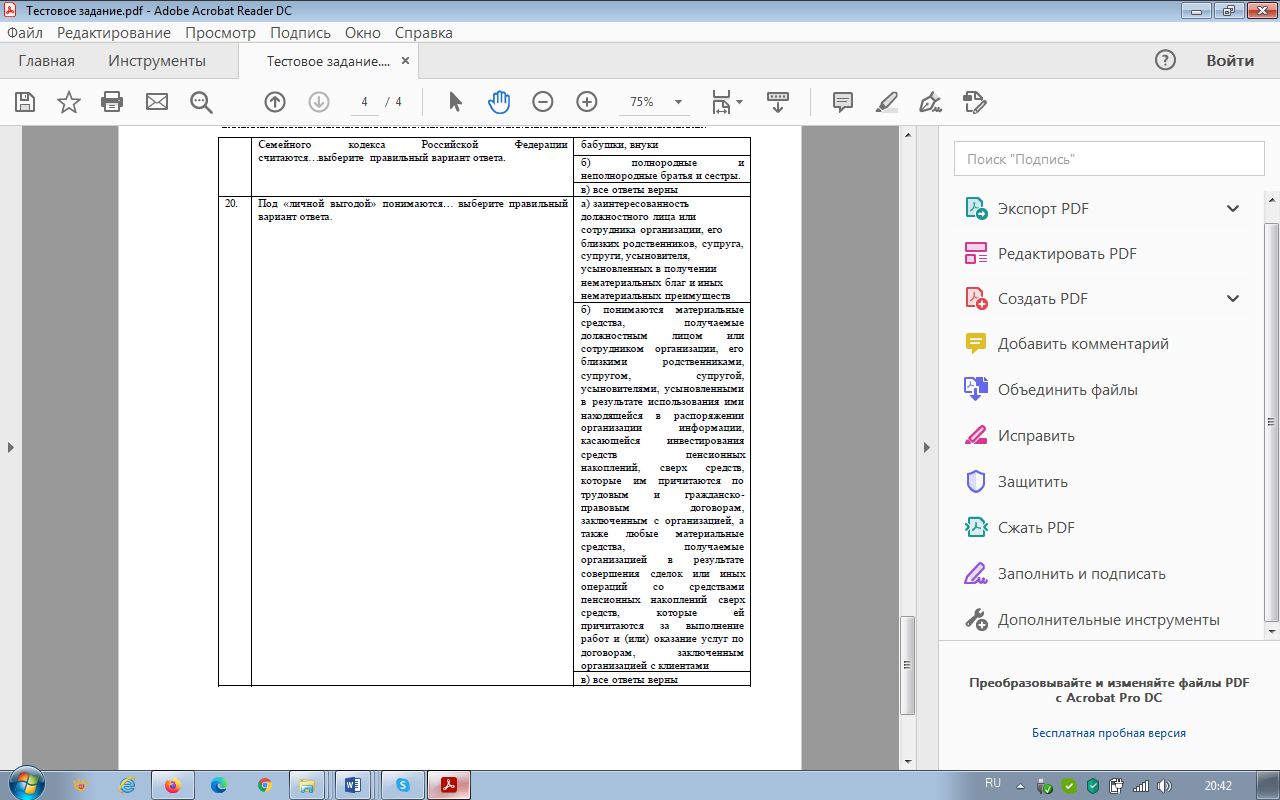 Тестовое задание.pdf - Adobe Acrobat Reader DC
Файл Редактирование Просмотр Подпись Окно Справка
Главная Инструменты Тестовое задание.... × ? Войти
4 / 4 75%
Семейного кодекса Российской Федерации
считаются…выберите правильный вариант ответа.
бабушки, внуки
б) полнородные и
неполнородные братья и сестры.
в) все ответы верны
20. Под «личной выгодой» понимаются… выберите правильный
вариант ответа.
а) заинтересованность
должностного лица или
сотрудника организации, его
близких родственников, супруга,
супруги, усыновителя,
усыновленных в получении
нематериальных благ и иных
нематериальных преимуществ
б) понимаются материальные
средства, получаемые
должностным лицом или
сотрудником организации, его
близкими родственниками,
супругом, супругой,
усыновителями, усыновленными
в результате использования ими
находящейся в распоряжении
организации информации,
касающейся инвестирования
средств пенсионных
накоплений, сверх средств,
которые им причитаются по
трудовым и гражданско-
правовым договорам,
заключенным с организацией, а
также любые материальные
средства, получаемые
организацией в результате
совершения сделок или иных
операций со средствами
пенсионных накоплений сверх
средств, которые ей
причитаются за выполнение
работ и (или) оказание услуг по
договорам, заключенным
организацией с клиентами
в) все ответы верны
Поиск "Подпись"
Экспорт PDF
Редактировать PDF
Создать PDF
Добавить комментарий
Объединить файлы
Исправить
Защитить
Сжать PDF
Заполнить и подписать
Дополнительные инструменты
Преобразовывайте и изменяйте файлы PDF
с Acrobat Pro DC
Бесплатная пробная версия
RU 20:42